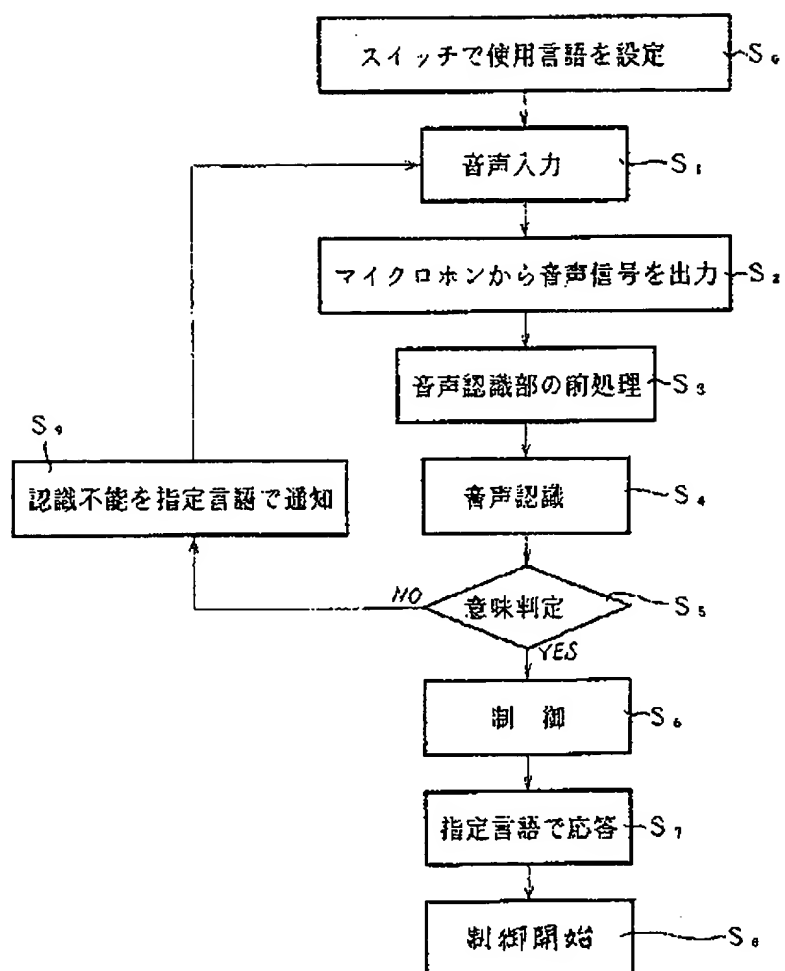 スイッチで使用言語を設定
S₀
音声入力
S₁
マイクロホンから音声信号を出力
S₂
音声認識部の前処理
S₃
S₉
認識不能を指定言語で通知
音声認識
S₄
NO
意味判定
S₅
YES
制 御
S₆
指定言語で応答
S₇
制御開始
S₈